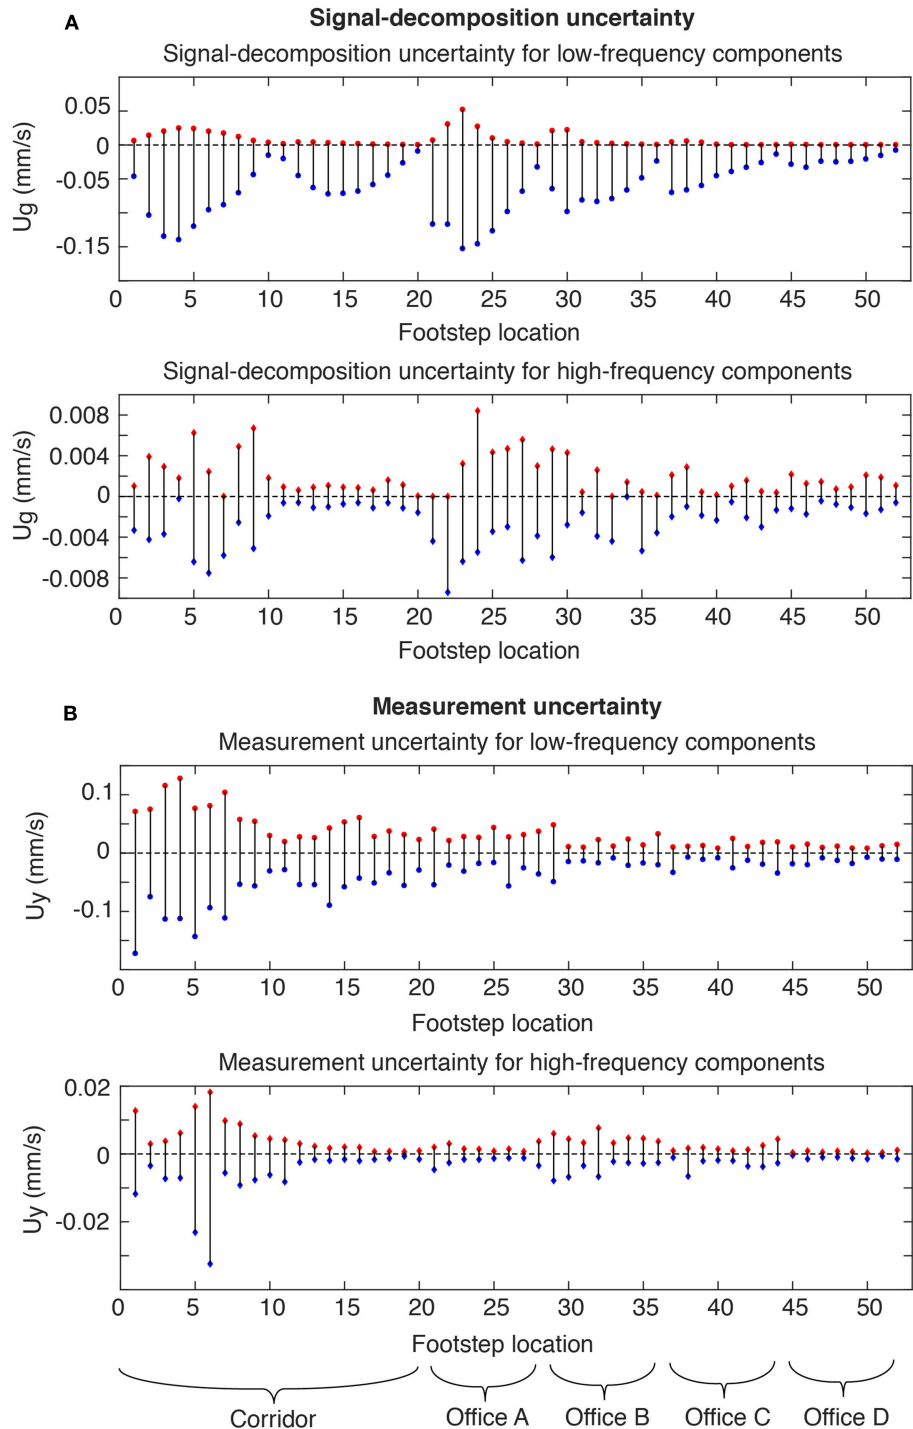 A
Signal-decomposition uncertainty
Signal-decomposition uncertainty for low-frequency components
0.05
0
-0.05
-0.15
Ug (mm/s)
0 5 10 15 20 25 30 35 40 45 50
Footstep location
Signal-decomposition uncertainty for high-frequency components
0.008
0.004
0
-0.004
-0.008
Ug (mm/s)
0 5 10 15 20 25 30 35 40 45 50
Footstep location
B
Measurement uncertainty
Measurement uncertainty for low-frequency components
0.1
0
-0.1
Uy (mm/s)
0 5 10 15 20 25 30 35 40 45 50
Footstep location
Measurement uncertainty for high-frequency components
0.02
0
-0.02
Uy (mm/s)
0 5 10 15 20 25 30 35 40 45 50
Footstep location
Corridor Office A Office B Office C Office D